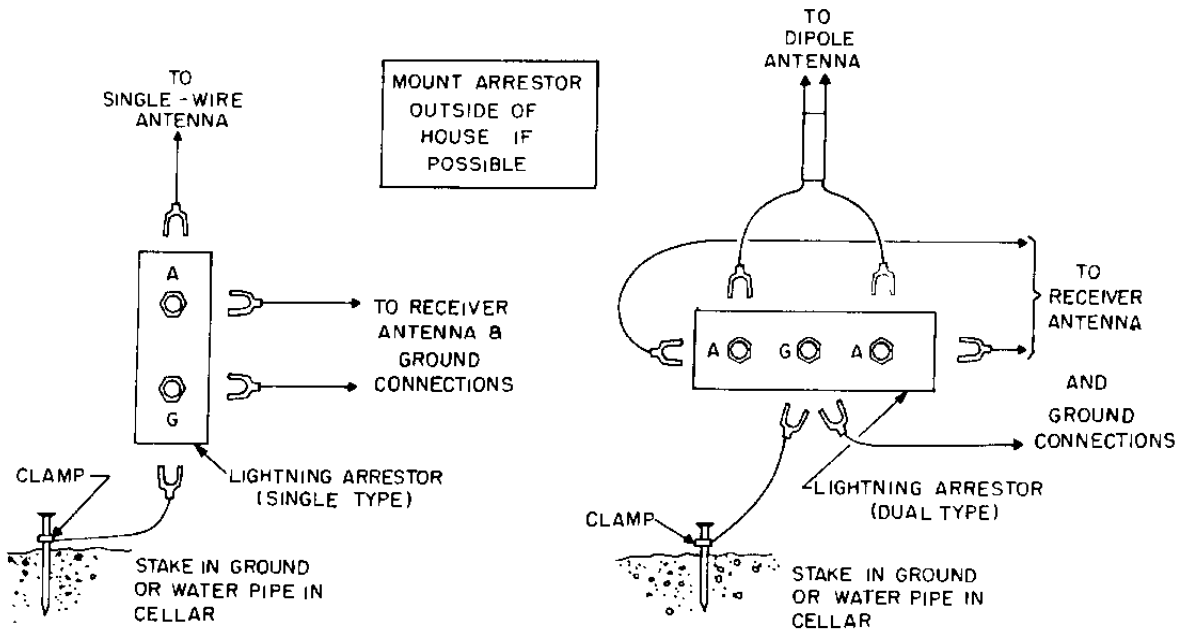 TO
SINGLE-WIRE
ANTENNA
MOUNT ARRESTOR
OUTSIDE OF
HOUSE IF
POSSIBLE
A
G
TO RECEIVER
ANTENNA &
GROUND
CONNECTIONS
LIGHTNING ARRESTOR
(SINGLE TYPE)
CLAMP
STAKE IN GROUND
OR WATER PIPE IN
CELLAR
TO
DIPOLE
ANTENNA
A G A
TO
RECEIVER
ANTENNA
AND
GROUND
CONNECTIONS
LIGHTNING ARRESTOR
(DUAL TYPE)
CLAMP
STAKE IN GROUND
OR WATER PIPE IN
CELLAR